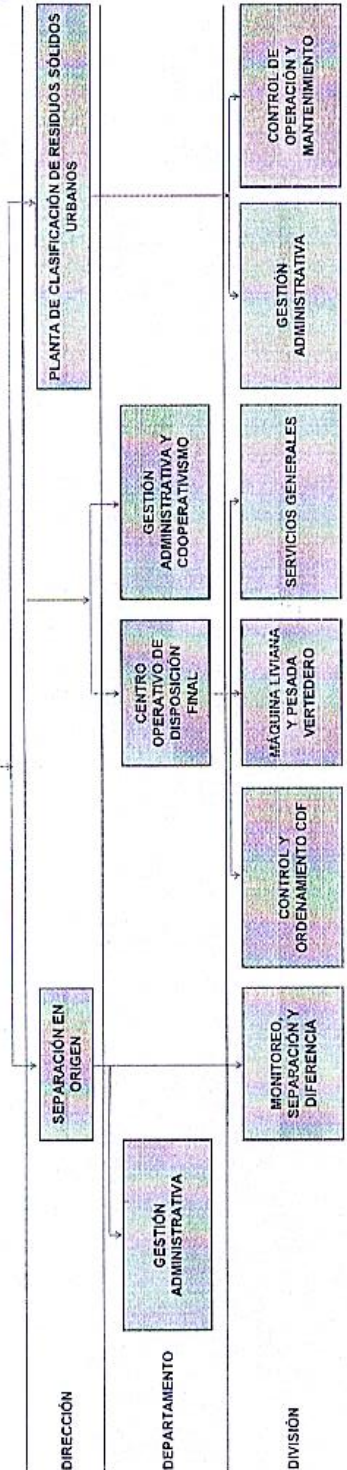 DIRECCIÓN
SEPARACIÓN EN
ORIGEN
PLANTA DE CLASIFICACIÓN DE RESIDUOS SÓLIDOS
URBANOS
DEPARTAMENTO
GESTIÓN
ADMINISTRATIVA
CENTRO
OPERATIVO DE
DISPOSICIÓN
FINAL
GESTIÓN
ADMINISTRATIVA Y
COOPERATIVISMO
DIVISIÓN
MONITOREO,
SEPARACIÓN Y
DIFERENCIA
CONTROL Y
ORDENAMIENTO CDF
MÁQUINA LIVIANA
Y PESADA
VERTEDERO
SERVICIOS GENERALES
GESTIÓN
ADMINISTRATIVA
CONTROL DE
OPERACIÓN Y
MANTENIMIENTO